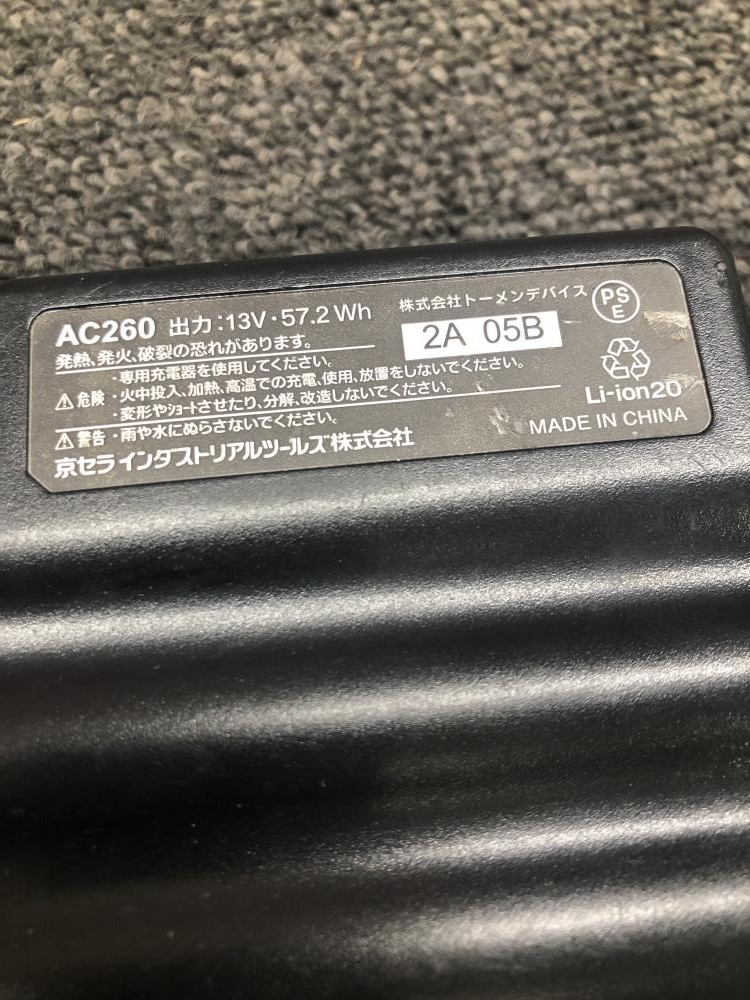 AC260 出力:13V・57.2Wh
株式会社トーメンデバイス
PS
E
2A 05B
発熱、発火、破裂の恐れがあります。
⚠危険
・専用充電器を使用してください。
・火中投入、加熱、高温での充電、使用、放置をしないでください。
・変形やショートさせたり、分解、改造しないでください。
⚠警告・雨や水にぬらさないでください。
京セラインダストリアルツールズ株式会社
Li-ion20
MADE IN CHINA